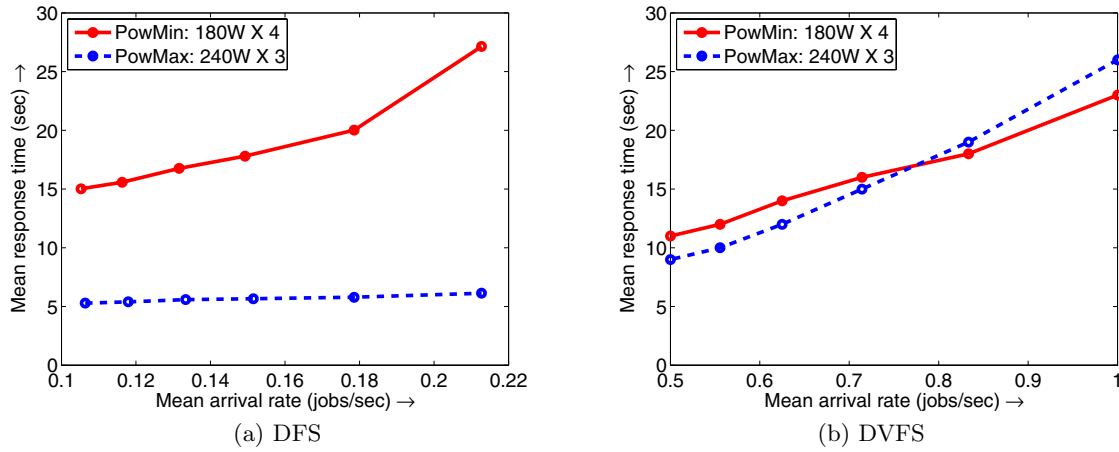 30
25
20
15
10
5
0
Mean response time (sec) →
PowMin: 180W X 4
PowMax: 240W X 3
0.1 0.12 0.14 0.16 0.18 0.2 0.22
Mean arrival rate (jobs/sec) →
(a) DFS
30
25
20
15
10
5
0
Mean response time (sec) →
PowMin: 180W X 4
PowMax: 240W X 3
0.5 0.6 0.7 0.8 0.9 1
Mean arrival rate (jobs/sec) →
(b) DVFS